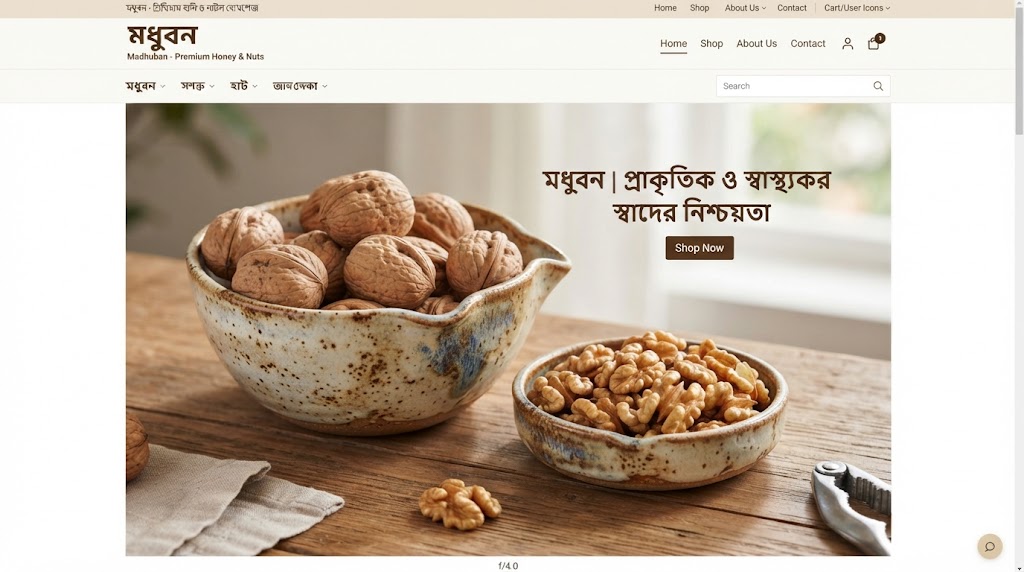 Home Shop About Us Contact Cart/User Icons
মধুবন
Madhuban - Premium Honey & Nuts
Home Shop About Us Contact 1
মধুবন হাট
Search
মধুবন | প্রাকৃতিক ও স্বাস্থ্যকর
স্বাদের নিশ্চয়তা
Shop Now
f/4.0